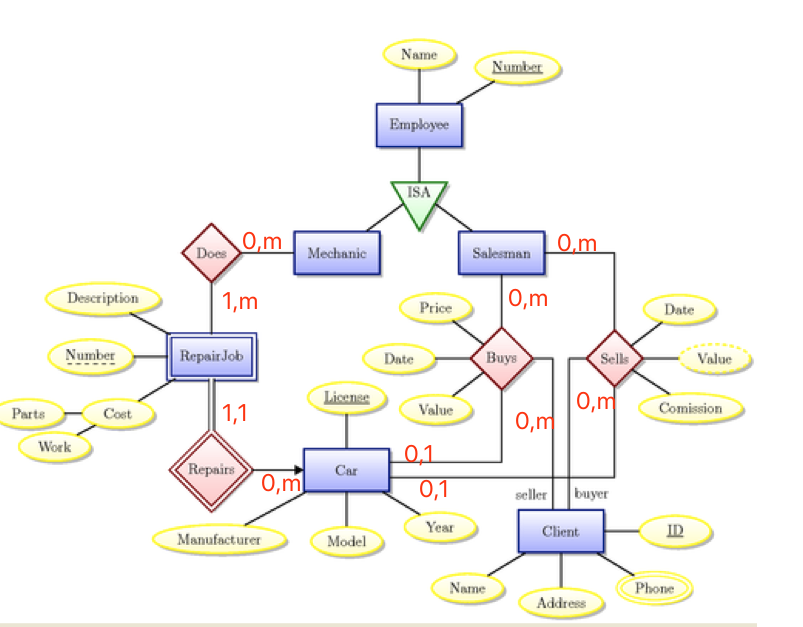 Name
Number
Employee
ISA
Does
0,m
Mechanic
Salesman
0,m
1,m
0,m
Description
Price
Date
Number
RepairJob
Date
Buys
Sells
Value
License
Value
0,m
Comission
Parts
Cost
1,1
0,m
Work
0,1
Repairs
Car
0,m
0,1
seller
buyer
Manufacturer
Model
Year
Client
ID
Name
Address
Phone